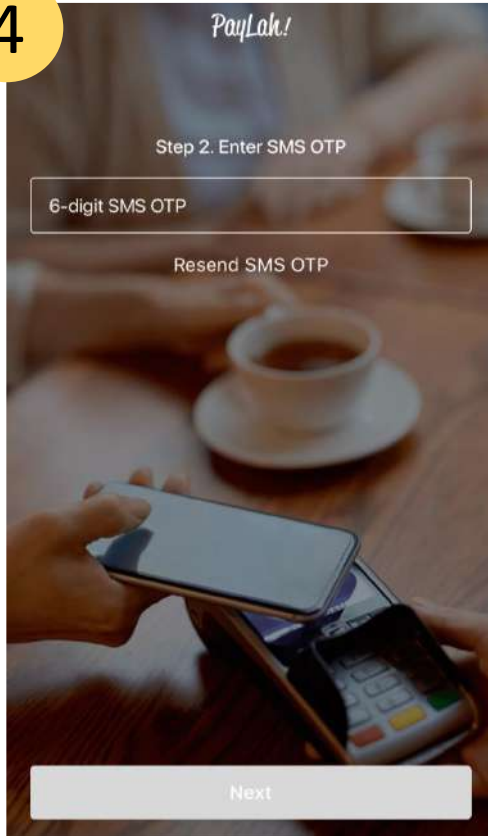 4
PayLah!
Step 2. Enter SMS OTP
6-digit SMS OTP
Resend SMS OTP
Next